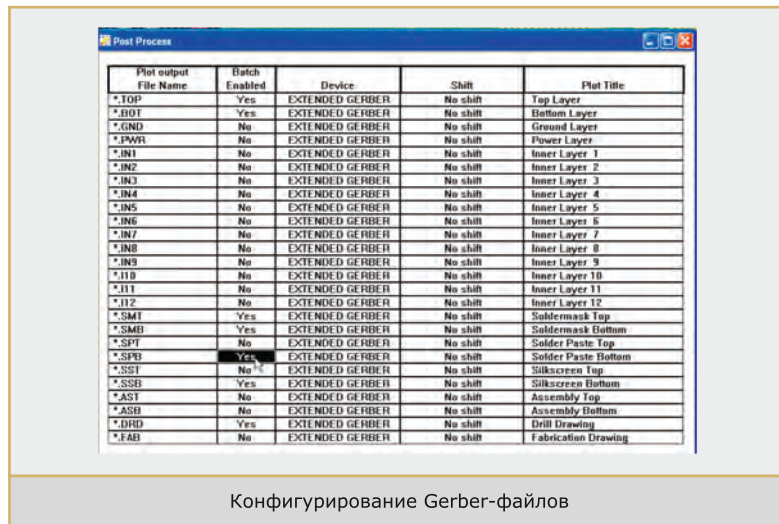 Post Process
Plot output File Name Batch Enabled Device Shift Plot Title
*.TOP Yes EXTENDED GERBER No shift Top Layer
*.BOT Yes EXTENDED GERBER No shift Bottom Layer
*.GND No EXTENDED GERBER No shift Ground Layer
*.PWR No EXTENDED GERBER No shift Power Layer
*.IN1 No EXTENDED GERBER No shift Inner Layer 1
*.IN2 No EXTENDED GERBER No shift Inner Layer 2
*.IN3 No EXTENDED GERBER No shift Inner Layer 3
*.IN4 No EXTENDED GERBER No shift Inner Layer 4
*.IN5 No EXTENDED GERBER No shift Inner Layer 5
*.IN6 No EXTENDED GERBER No shift Inner Layer 6
*.IN7 No EXTENDED GERBER No shift Inner Layer 7
*.IN8 No EXTENDED GERBER No shift Inner Layer 8
*.IN9 No EXTENDED GERBER No shift Inner Layer 9
*.I10 No EXTENDED GERBER No shift Inner Layer 10
*.I11 No EXTENDED GERBER No shift Inner Layer 11
*.I12 No EXTENDED GERBER No shift Inner Layer 12
*.SMT Yes EXTENDED GERBER No shift Soldermask Top
*.SMB Yes EXTENDED GERBER No shift Soldermask Bottom
*.SPT No EXTENDED GERBER No shift Solder Paste Top
*.SPB Yes EXTENDED GERBER No shift Solder Paste Bottom
*.SST No EXTENDED GERBER No shift Silkscreen Top
*.SSB Yes EXTENDED GERBER No shift Silkscreen Bottom
*.AST No EXTENDED GERBER No shift Assembly Top
*.ASB No EXTENDED GERBER No shift Assembly Bottom
*.DRD Yes EXTENDED GERBER No shift Drill Drawing
*.FAB No EXTENDED GERBER No shift Fabrication Drawing
Конфигурирование Gerber-файлов